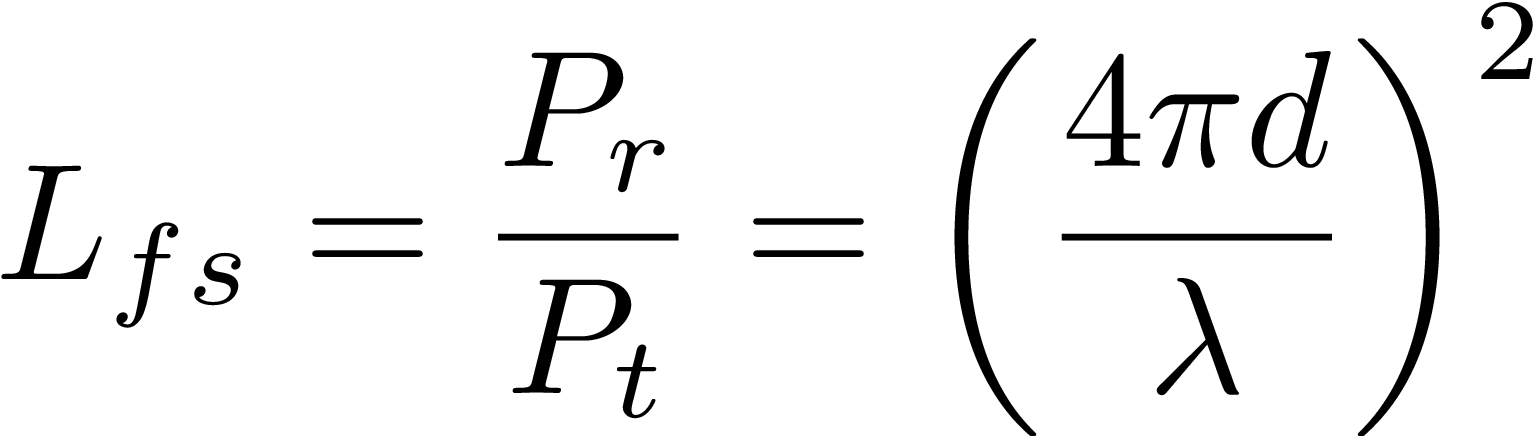 L_{fs} = \frac{P_r}{P_t} = \left(\frac{4\pi d}{\lambda}\right)^2